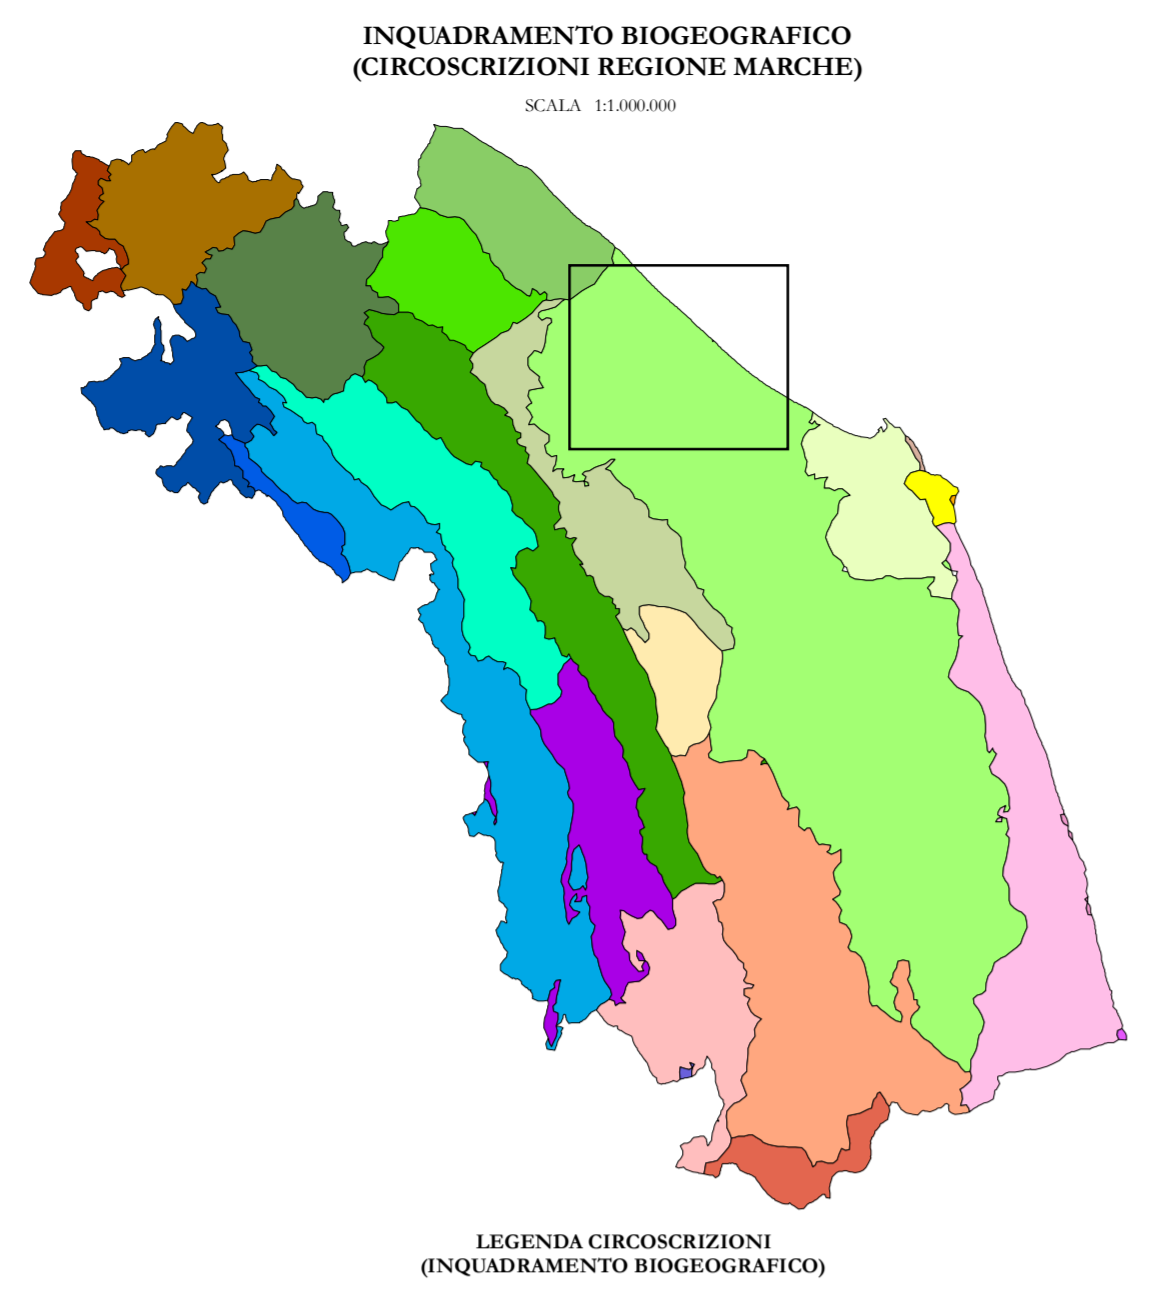 INQUADRAMENTO BIOGEOGRAFICO
(CIRCOSCRIZIONI REGIONE MARCHE)
SCALA 1:1.000.000
LEGENDA CIRCOSCRIZIONI
(INQUADRAMENTO BIOGEOGRAFICO)